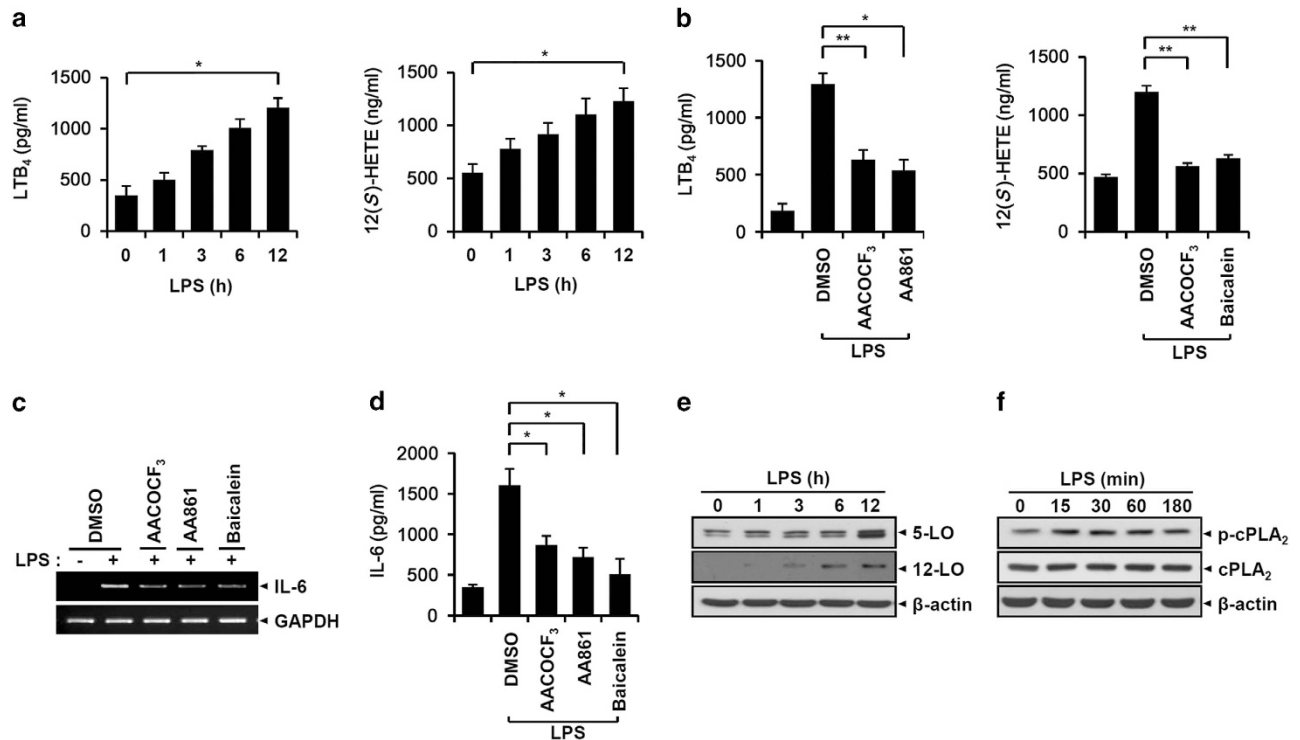 a
*
LTB4 (pg/ml)
1500
1000
500
0
0 1 3 6 12
LPS (h)
*
12(S)-HETE (ng/ml)
1500
1000
500
0
0 1 3 6 12
LPS (h)
b
*
**
LTB4 (pg/ml)
1500
1000
500
0
DMSO
AACOCF3
AA861
LPS
**
**
12(S)-HETE (ng/ml)
1500
1000
500
0
DMSO
AACOCF3
Baicalein
LPS
c
DMSO
AACOCF3
AA861
Baicalein
LPS : - + + + +
IL-6
GAPDH
d
*
*
*
IL-6 (pg/ml)
2000
1500
1000
500
0
DMSO
AACOCF3
AA861
Baicalein
LPS
e
LPS (h)
0 1 3 6 12
5-LO
12-LO
β-actin
f
LPS (min)
0 15 30 60 180
p-cPLA2
cPLA2
β-actin